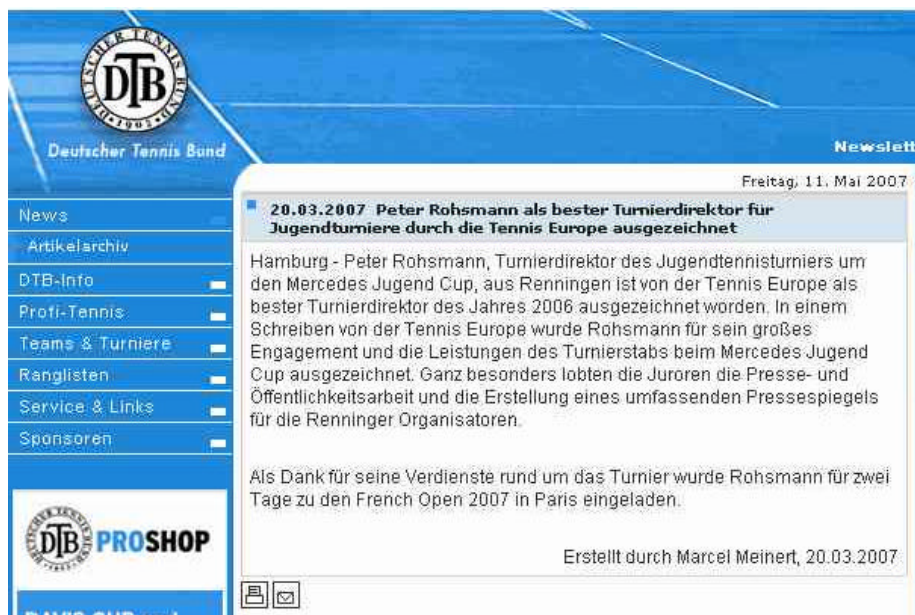 DEUTSCHER TENNIS BUND
DTB
1902
Deutscher Tennis Bund
Newslett
Freitag, 11. Mai 2007
News
Artikelarchiv
DTB-Info
Profi-Tennis
Teams & Turniere
Ranglisten
Service & Links
Sponsoren
20.03.2007 Peter Rohsmann als bester Turnierdirektor für
Jugendturniere durch die Tennis Europe ausgezeichnet
Hamburg - Peter Rohsmann, Turnierdirektor des Jugendtennisturniers um
den Mercedes Jugend Cup, aus Renningen ist von der Tennis Europe als
bester Turnierdirektor des Jahres 2006 ausgezeichnet worden. In einem
Schreiben von der Tennis Europe wurde Rohsmann für sein großes
Engagement und die Leistungen des Turnierstabs beim Mercedes Jugend
Cup ausgezeichnet. Ganz besonders lobten die Juroren die Presse- und
Öffentlichkeitsarbeit und die Erstellung eines umfassenden Pressespiegels
für die Renninger Organisatoren.
Als Dank für seine Verdienste rund um das Turnier wurde Rohsmann für zwei
Tage zu den French Open 2007 in Paris eingeladen.
Erstellt durch Marcel Meinert, 20.03.2007
DTB PROSHOP